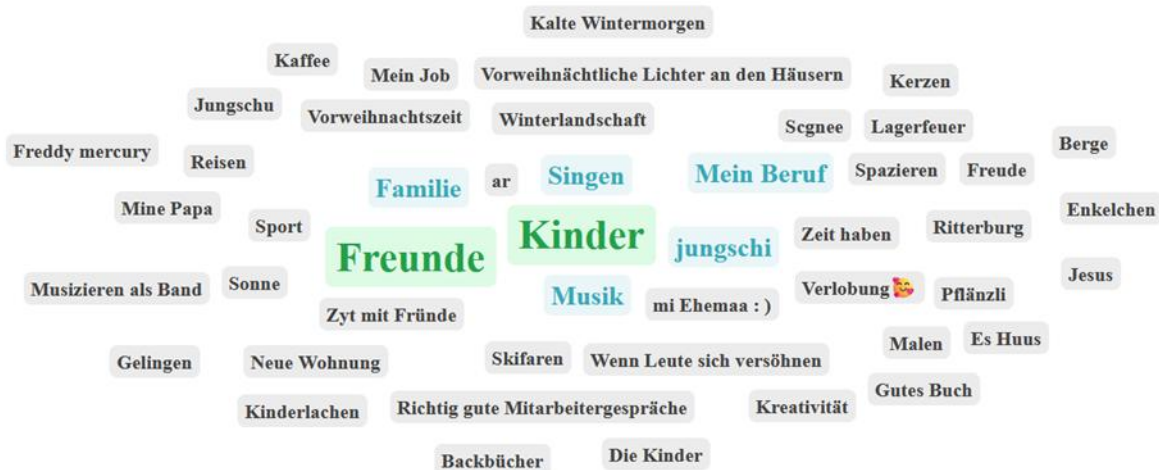 Kalte Wintermorgen
Kaffee
Mein Job
Vorweihnächtliche Lichter an den Häusern
Kerzen
Jungschu
Vorweihnachtszeit
Winterlandschaft
Scgnee
Lagerfeuer
Freddy mercury
Reisen
Berge
Familie
ar
Singen
Mein Beruf
Spazieren
Freude
Mine Papa
Sport
Freunde
Kinder
jungschi
Zeit haben
Ritterburg
Enkelchen
Musizieren als Band
Sonne
Musik
mi Ehemaa : )
Verlobung🥰
Pflänzli
Jesus
Zyt mit Fründe
Gelingen
Neue Wohnung
Skifaren
Wenn Leute sich versöhnen
Malen
Es Huus
Kinderlachen
Richtig gute Mitarbeitergespräche
Kreativität
Gutes Buch
Backbücher
Die Kinder